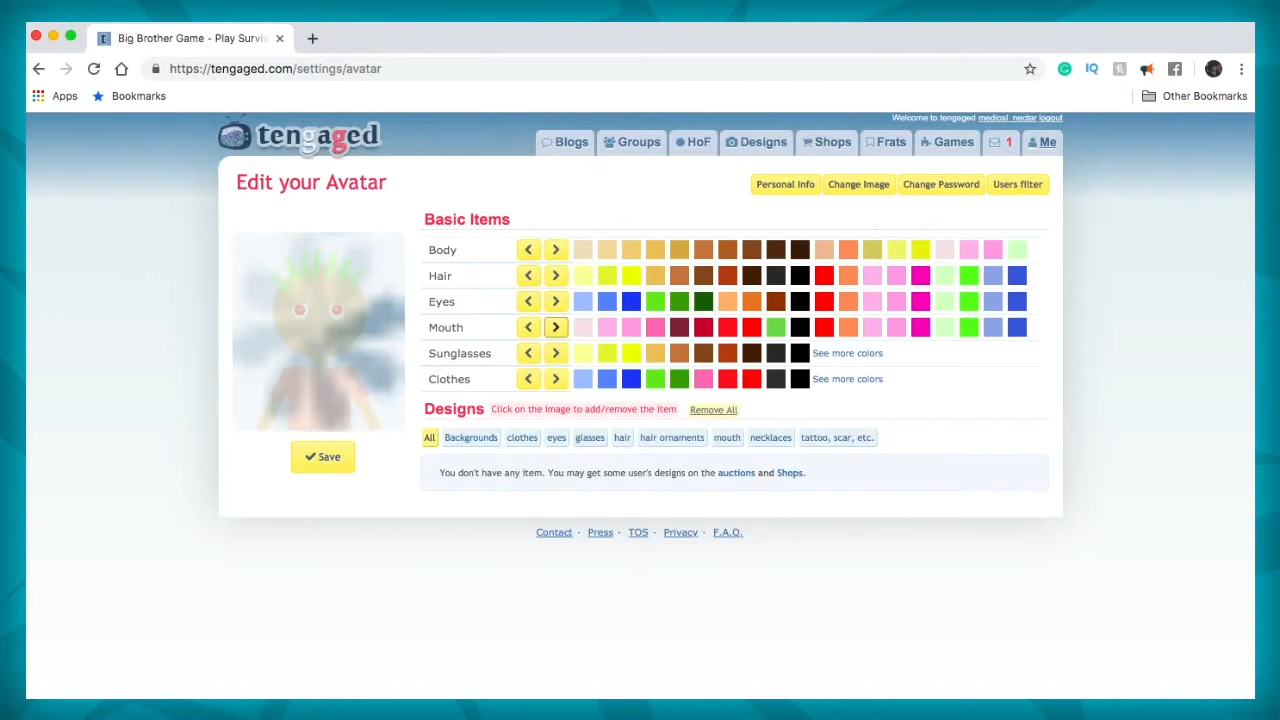 Big Brother Game - Play Surviv
https://tengaged.com/settings/avatar
IQ
Apps Bookmarks Other Bookmarks
Welcome to tengaged medical_nectar logout
tengaged
Blogs Groups HoF Designs Shops Frats Games 1 Me
Edit your Avatar
Personal Info Change Image Change Password Users filter
Basic Items
Body
Hair
Eyes
Mouth
Sunglasses See more colors
Clothes See more colors
Designs Click on the image to add/remove the item Remove All
All Backgrounds clothes eyes glasses hair hair ornaments mouth necklaces tattoo, scar, etc.
Save
You don't have any item. You may get some user's designs on the auctions and Shops.
Contact · Press · TOS · Privacy · F.A.Q.